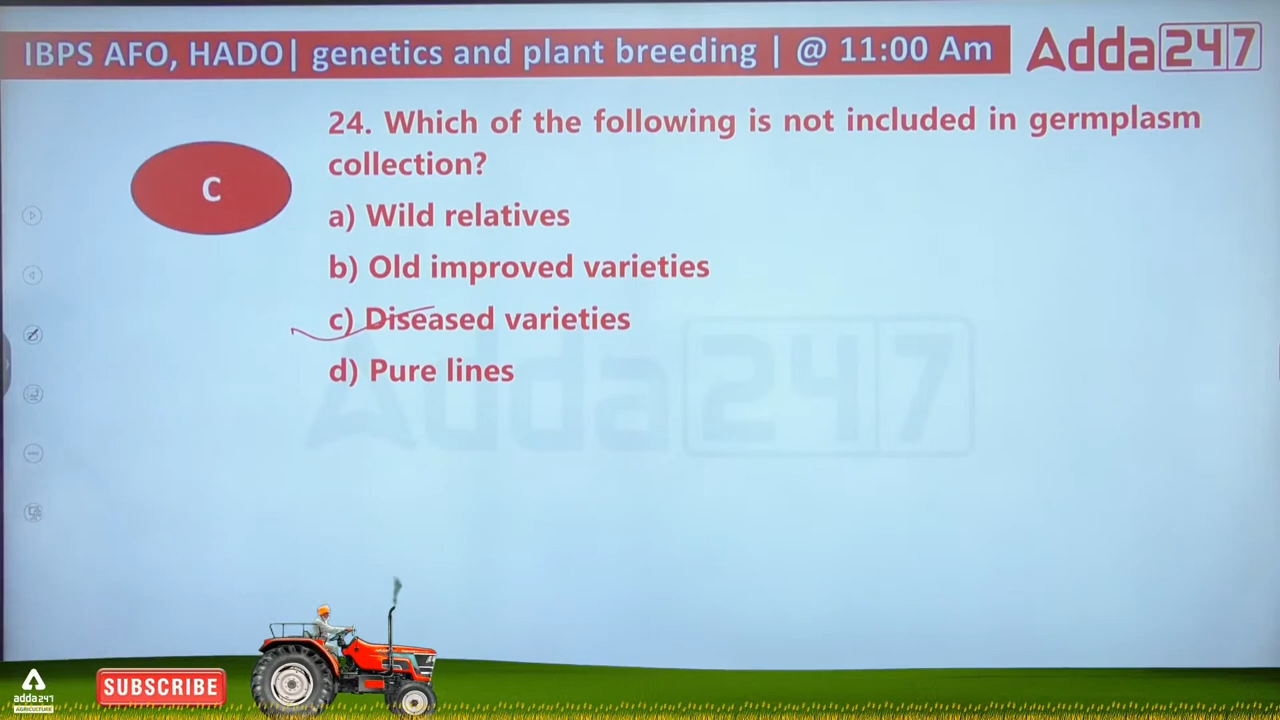 IBPS AFO, HADO| genetics and plant breeding | @ 11:00 Am
Adda247
24. Which of the following is not included in germplasm
collection?
C
a) Wild relatives
b) Old improved varieties
c) Diseased varieties
d) Pure lines
Adda247
adda247
AGRICULTURE
SUBSCRIBE